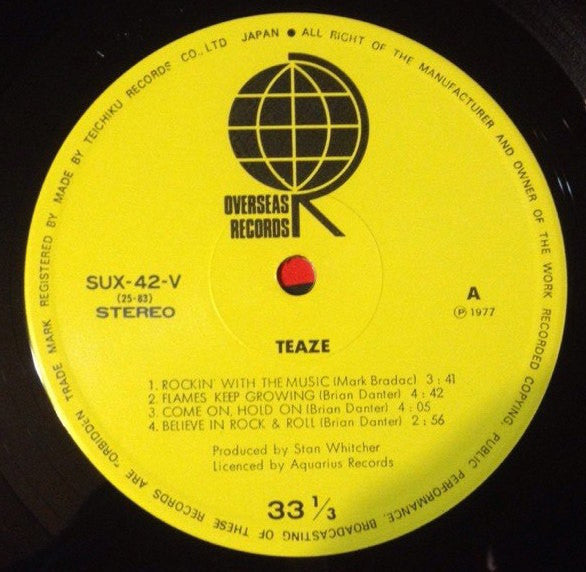 TRADE MARK REGISTERED BY MADE BY TEICHIKU RECORDS CO., LTD JAPAN ● ALL RIGHT OF THE MANUFACTURER AND OWNER OF THE WORK RECORDED COPYING, PUBLIC PERFORMANCE, BROADCASTING OF THESE RECORDS ARE FORBIDDEN
OVERSEAS
RECORDS
SUX-42-V
(25-83)
STEREO
A
Ⓟ 1977
TEAZE
1. ROCKIN' WITH THE MUSIC (Mark Bradac) 3 : 41
2. FLAMES KEEP GROWING (Brian Danter) 4 : 42
3. COME ON, HOLD ON (Brian Danter) 4 : 05
4. BELIEVE IN ROCK & ROLL (Brian Danter) 2 : 56
Produced by Stan Whitcher
Licenced by Aquarius Records
33 1/3